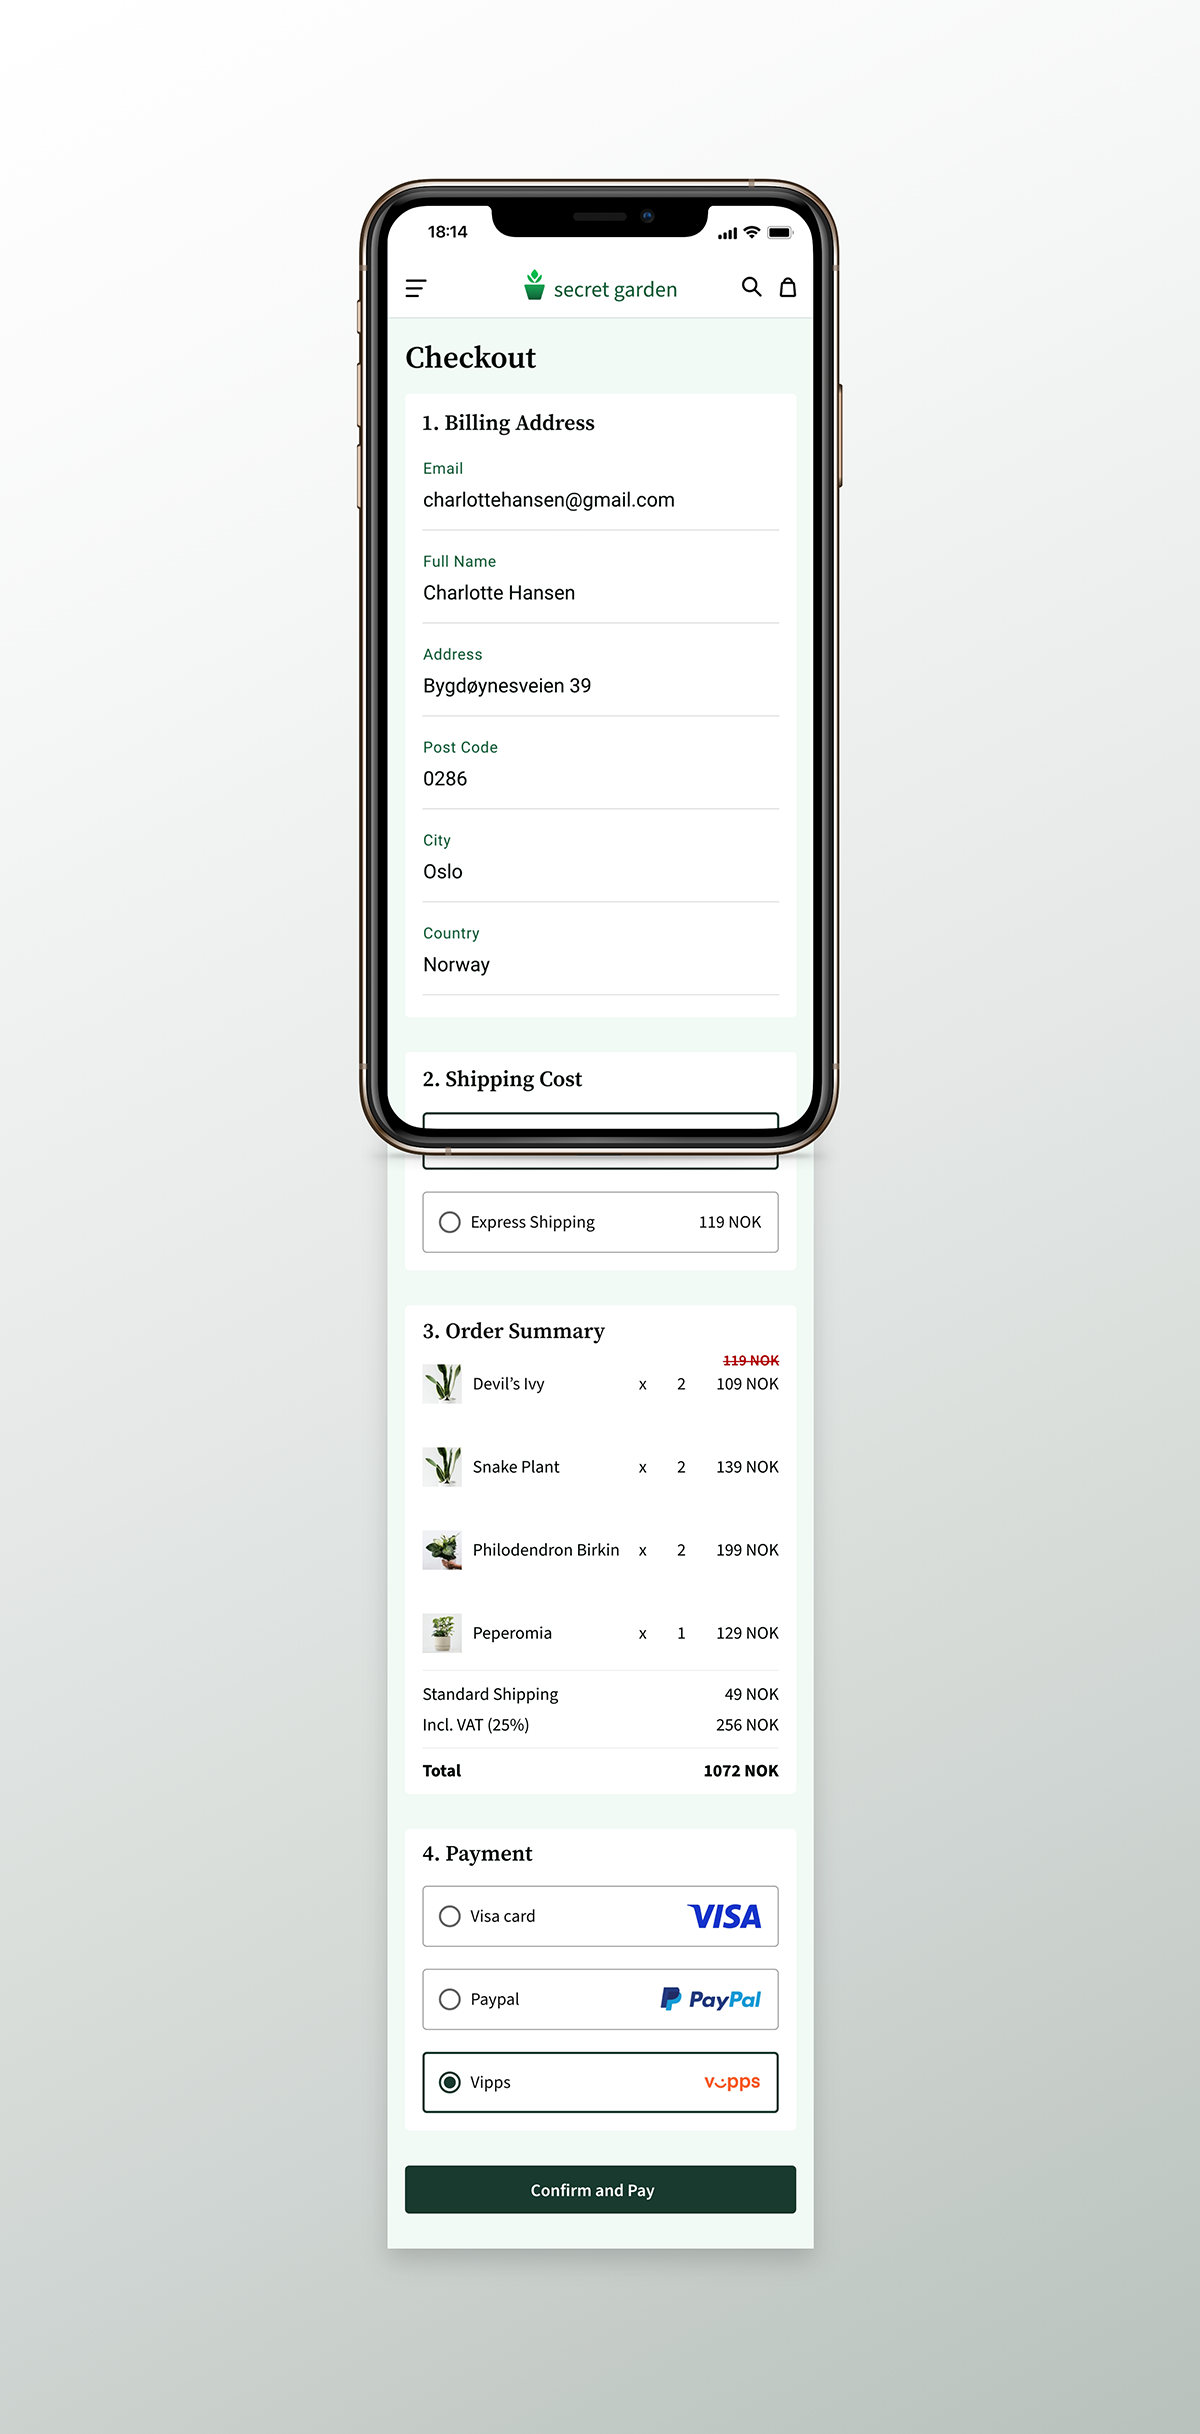 18:14
secret garden
Checkout
1. Billing Address
Email
charlottehansen@gmail.com
Full Name
Charlotte Hansen
Address
Bygdøynesveien 39
Post Code
0286
City
Oslo
Country
Norway
2. Shipping Cost
Express Shipping 119 NOK
3. Order Summary
119 NOK
Devil’s Ivy x 2 109 NOK
Snake Plant x 2 139 NOK
Philodendron Birkin x 2 199 NOK
Peperomia x 1 129 NOK
Standard Shipping 49 NOK
Incl. VAT (25%) 256 NOK
Total 1072 NOK
4. Payment
Visa card VISA
Paypal PayPal
Vipps vipps
Confirm and Pay